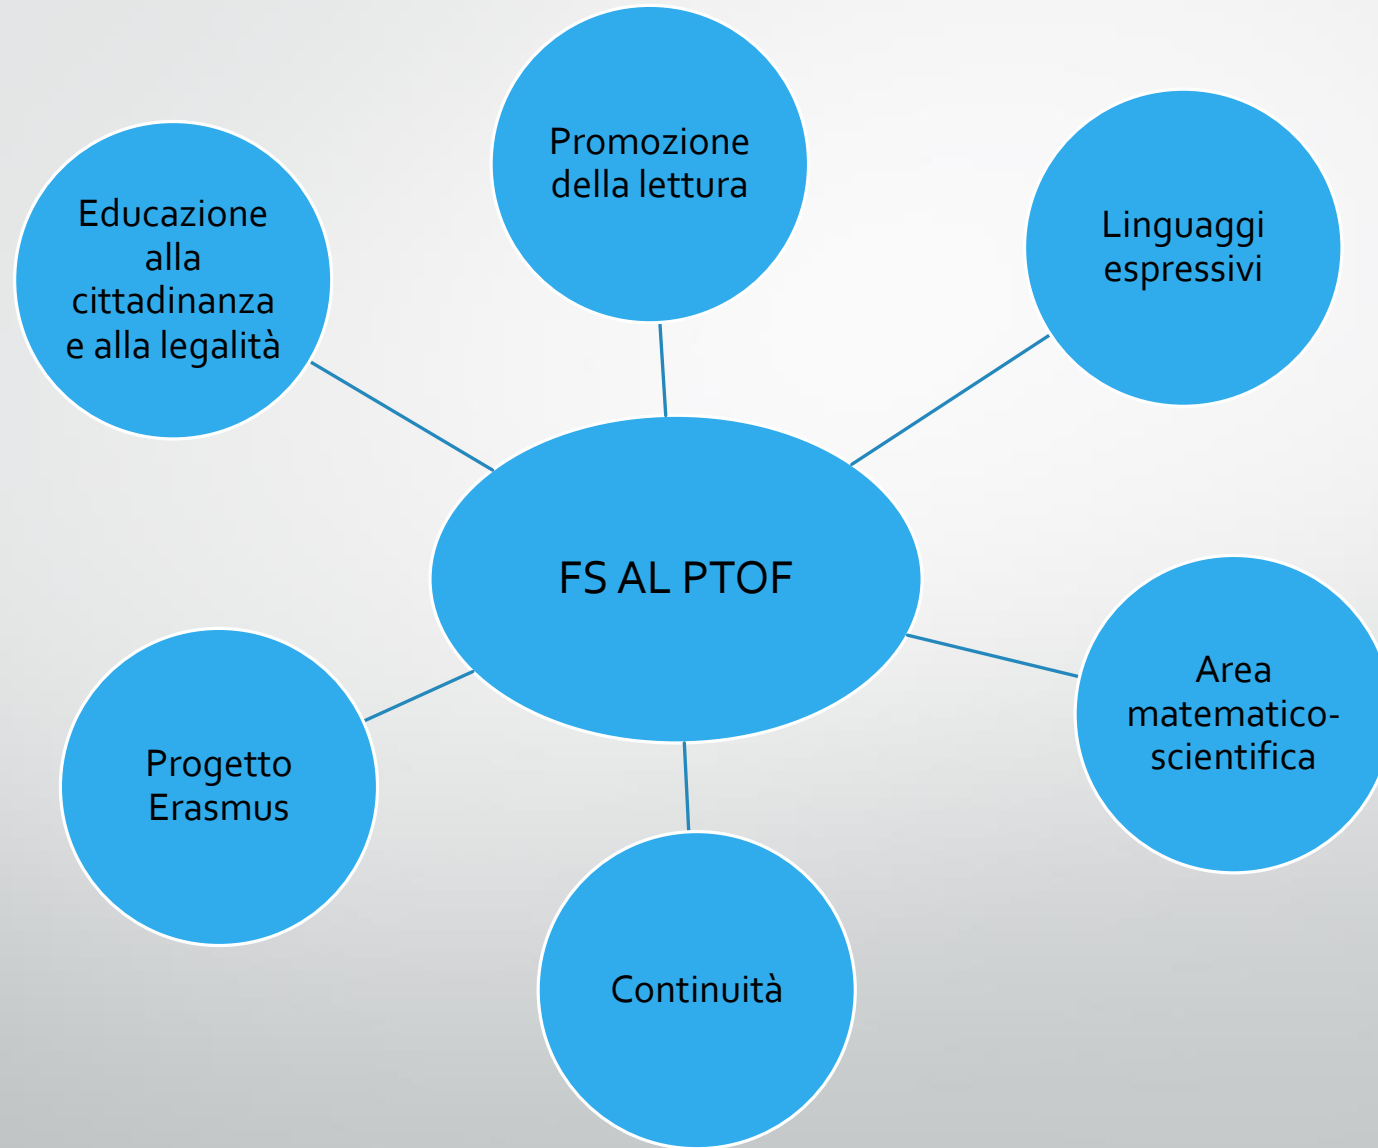 Promozione
della lettura
Educazione
alla
cittadinanza
e alla legalità
Linguaggi
espressivi
FS AL PTOF
Area
matematico-
scientifica
Progetto
Erasmus
Continuità